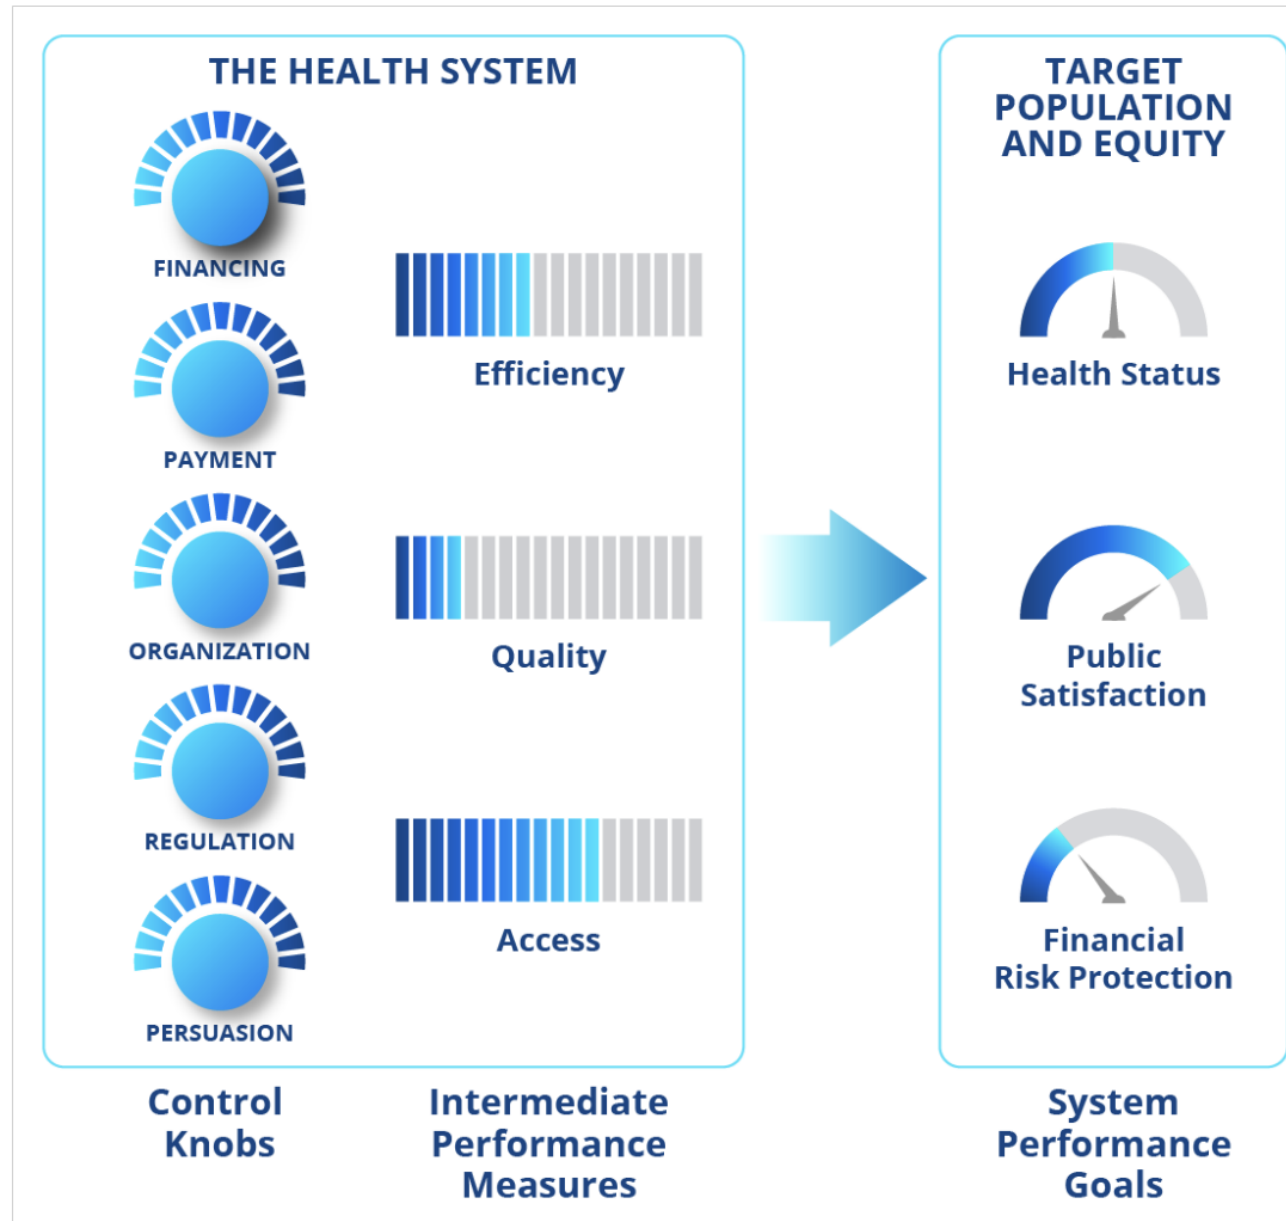 THE HEALTH SYSTEM
FINANCING
PAYMENT
ORGANIZATION
REGULATION
PERSUASION
Efficiency
Quality
Access
TARGET
POPULATION
AND EQUITY
Health Status
Public
Satisfaction
Financial
Risk Protection
Control
Knobs
Intermediate
Performance
Measures
System
Performance
Goals